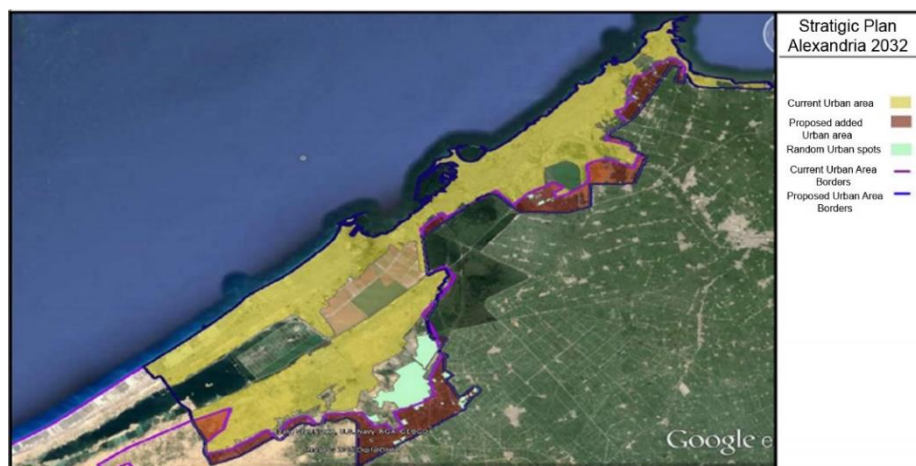 Stratigic Plan
Alexandria 2032
Current Urban area
Proposed added
Urban area
Random Urban spots
Current Urban Area
Borders
Proposed Urban Area
Borders
Google e